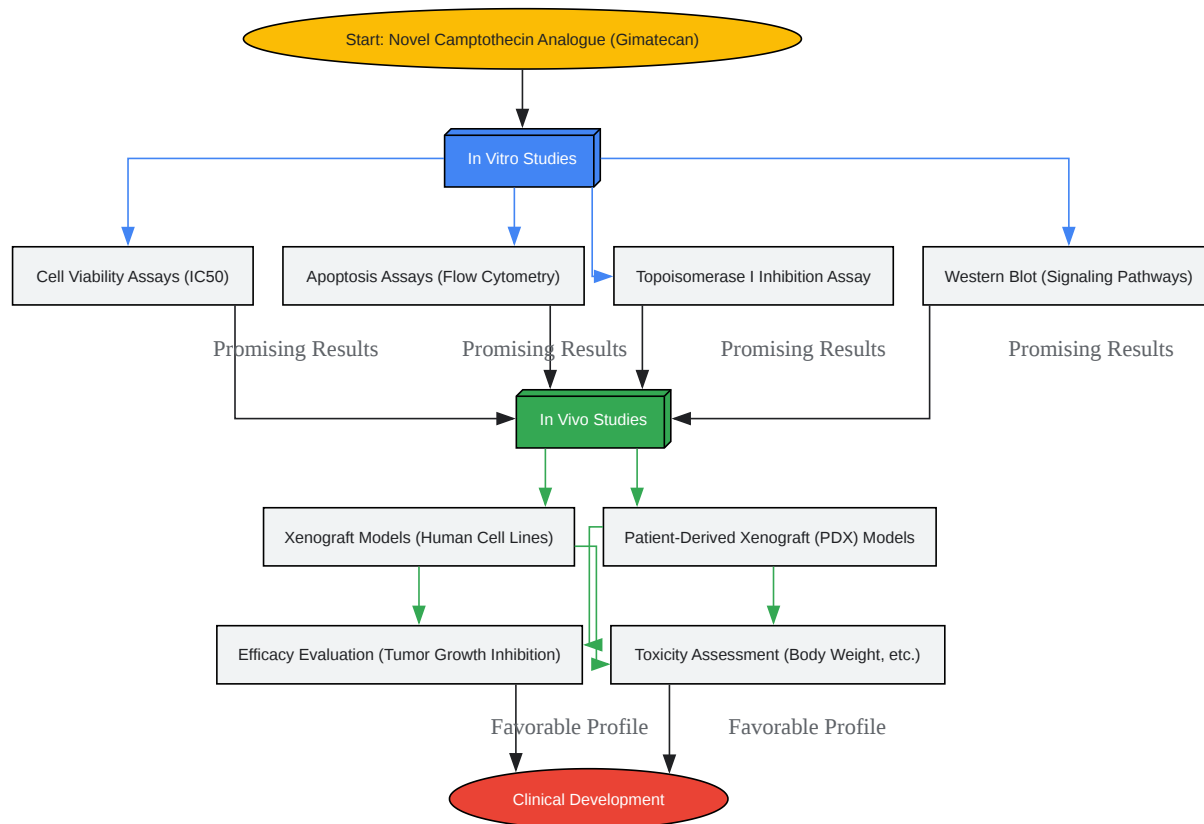 Start: Novel Camptothecin Analogue (Gimatecan)
In Vitro Studies
Cell Viability Assays (IC50)
Apoptosis Assays (Flow Cytometry)
Topoisomerase I Inhibition Assay
Western Blot (Signaling Pathways)
Promising Results
Promising Results
Promising Results
Promising Results
In Vivo Studies
Xenograft Models (Human Cell Lines)
Patient-Derived Xenograft (PDX) Models
Efficacy Evaluation (Tumor Growth Inhibition)
Toxicity Assessment (Body Weight, etc.)
Favorable Profile
Favorable Profile
Clinical Development